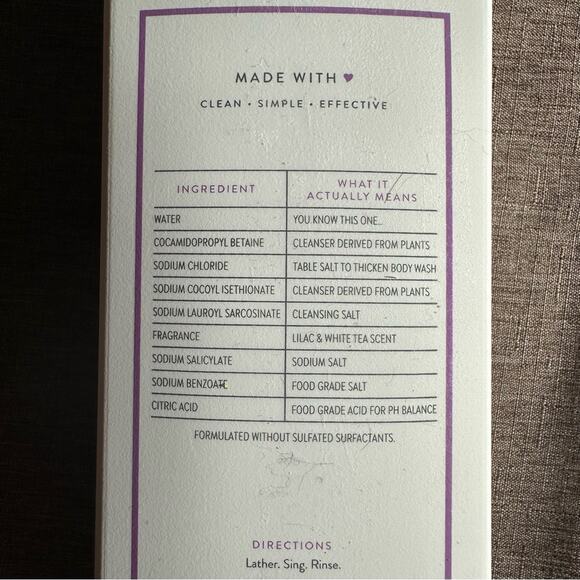 MADE WITH ♥
CLEAN • SIMPLE • EFFECTIVE
INGREDIENT WHAT IT ACTUALLY MEANS
WATER YOU KNOW THIS ONE...
COCAMIDOPROPYL BETAINE CLEANSER DERIVED FROM PLANTS
SODIUM CHLORIDE TABLE SALT TO THICKEN BODY WASH
SODIUM COCOYL ISETHIONATE CLEANSER DERIVED FROM PLANTS
SODIUM LAUROYL SARCOSINATE CLEANSING SALT
FRAGRANCE LILAC & WHITE TEA SCENT
SODIUM SALICYLATE SODIUM SALT
SODIUM BENZOATE FOOD GRADE SALT
CITRIC ACID FOOD GRADE ACID FOR PH BALANCE
FORMULATED WITHOUT SULFATED SURFACTANTS.
DIRECTIONS
Lather. Sing. Rinse.